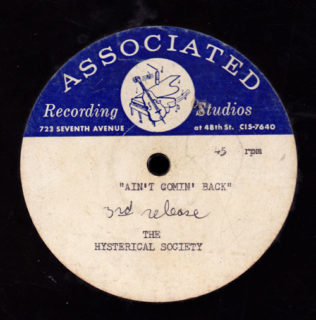 ASSOCIATED
Recording Studios
723 SEVENTH AVENUE at 48th St. CI5-7640
45 rpm
"AIN'T GOMIN' BACK"
3rd release
THE
HYSTERICAL SOCIETY